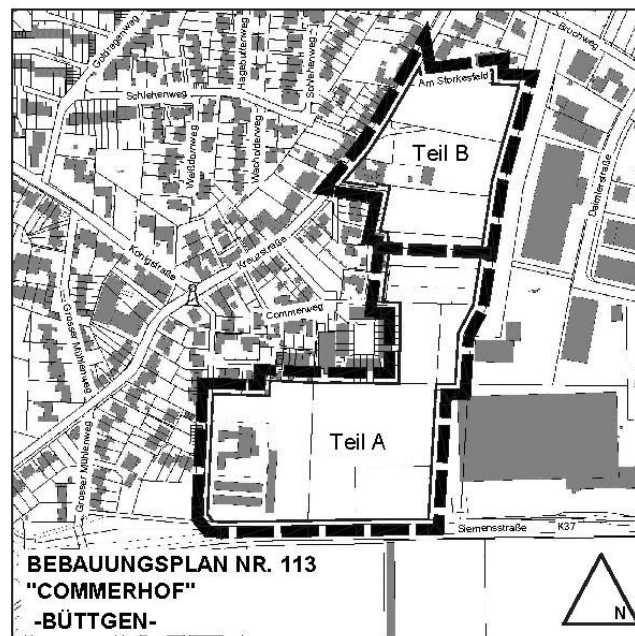 Goldregenweg
Hagebuttenweg
Schlehenweg
Bruchweg
Am Storkesfeld
Schlehenweg
Teil B
Weißdornweg
Wacholderweg
Daimlerstraße
Königstraße
Kreuzstraße
Commerweg
Grosser Mühlenweg
Teil A
Grosser Mühlenweg
Siemensstraße K37
BEBAUUNGSPLAN NR. 113
"COMMERHOF"
-BÜTTGEN-
N